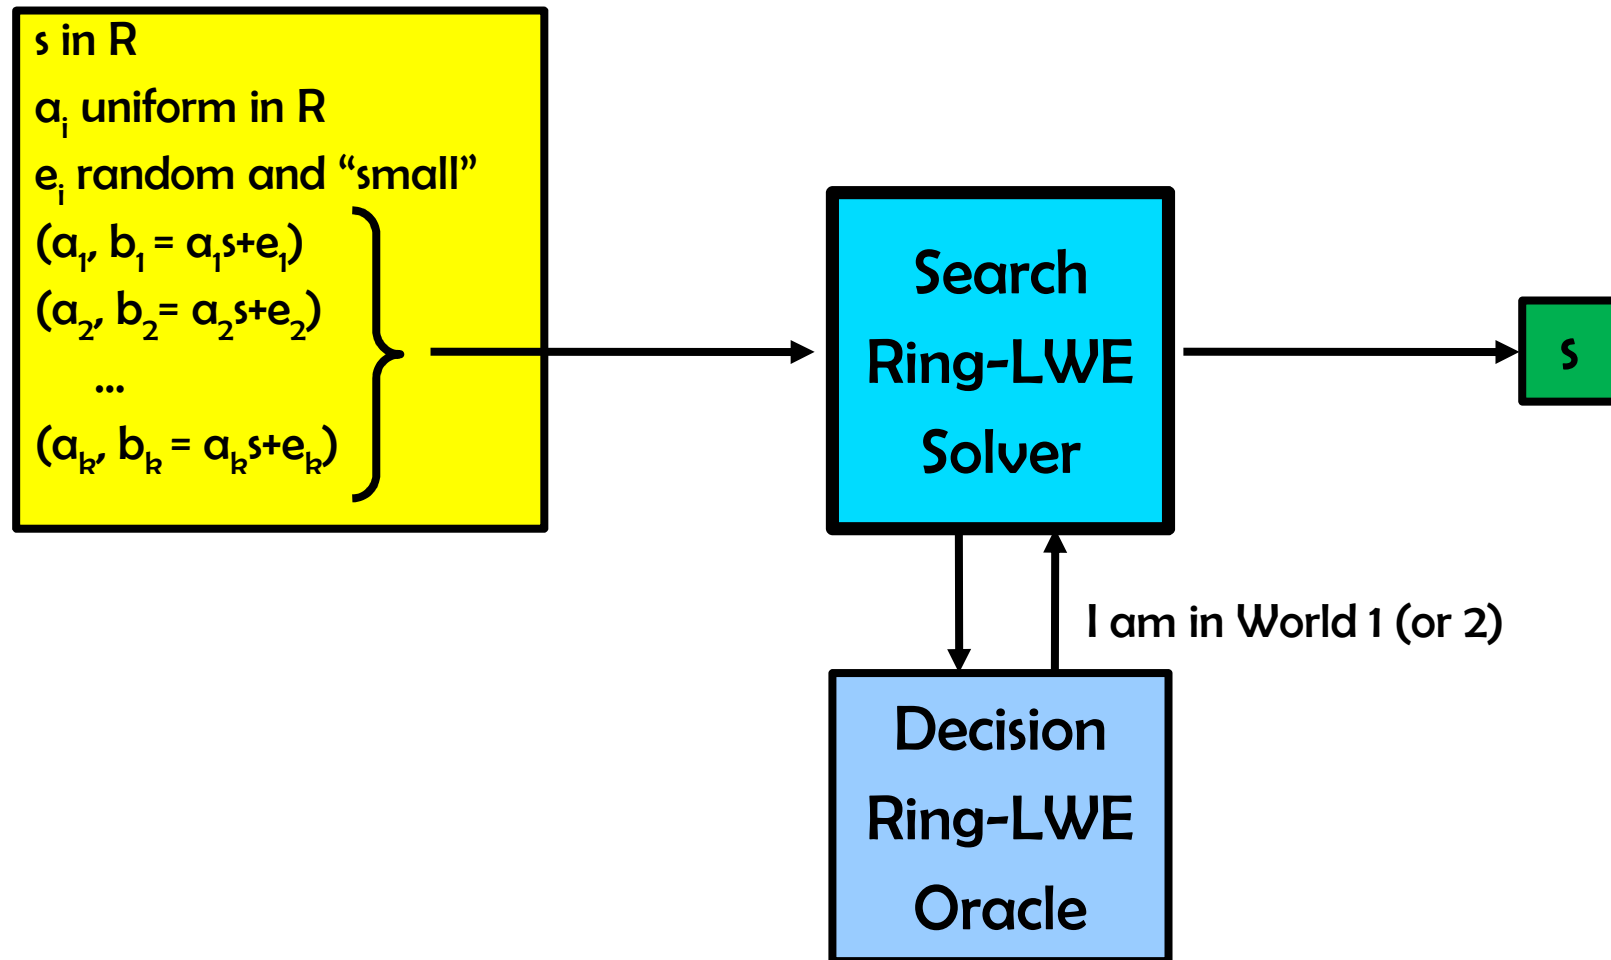 s in R
aᵢ uniform in R
eᵢ random and “small”
(a₁, b₁ = a₁s+e₁)
(a₂, b₂= a₂s+e₂)
...
(aₖ, bₖ = aₖs+eₖ)
Search
Ring-LWE
Solver
s
I am in World 1 (or 2)
Decision
Ring-LWE
Oracle